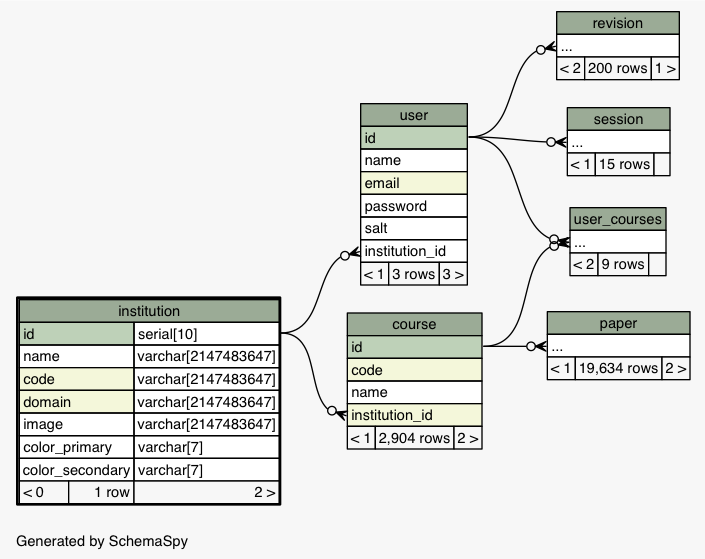 revision
...
< 2 200 rows 1 >
user
id
name
email
password
salt
institution_id
< 1 3 rows 3 >
session
...
< 1 15 rows
user_courses
...
< 2 9 rows
institution
id serial[10]
name varchar[2147483647]
code varchar[2147483647]
domain varchar[2147483647]
image varchar[2147483647]
color_primary varchar[7]
color_secondary varchar[7]
< 0 1 row 2 >
course
id
code
name
institution_id
< 1 2,904 rows 2 >
paper
...
< 1 19,634 rows 2 >
Generated by SchemaSpy